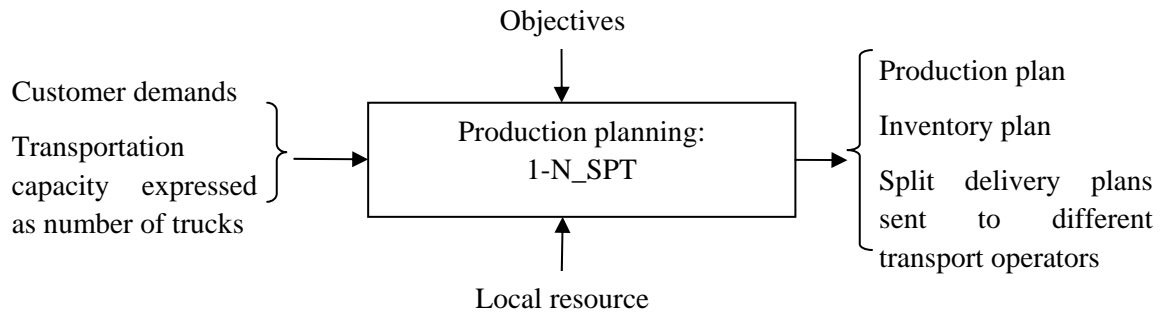 Objectives
Customer demands
Transportation
capacity expressed
as number of trucks
Production planning:
1-N_SPT
Production plan
Inventory plan
Split delivery plans
sent to different
transport operators
Local resource